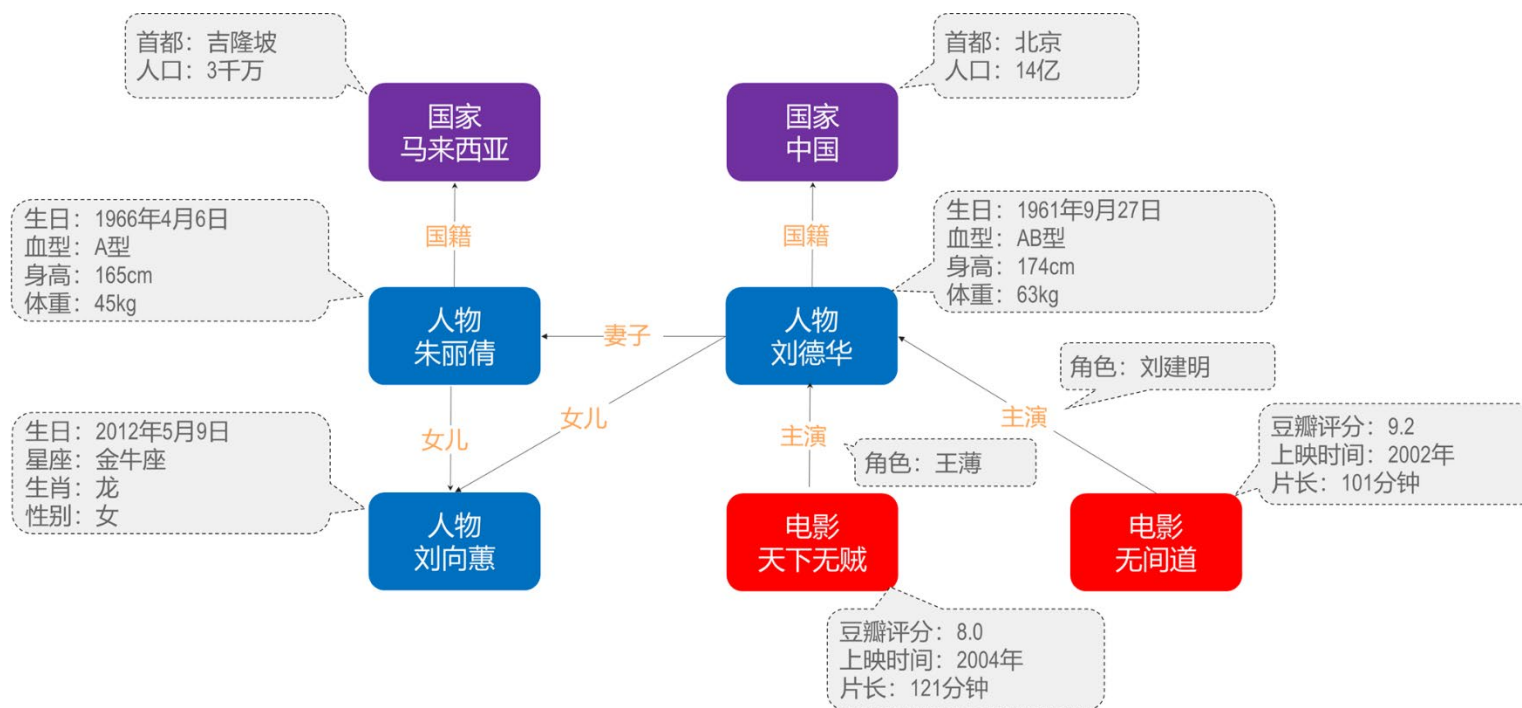 首都：吉隆坡
人口：3千万
首都：北京
人口：14亿
国家
马来西亚
国家
中国
生日：1966年4月6日
血型：A型
身高：165cm
体重：45kg
国籍
国籍
生日：1961年9月27日
血型：AB型
身高：174cm
体重：63kg
人物
朱丽倩
妻子
人物
刘德华
角色：刘建明
生日：2012年5月9日
星座：金牛座
生肖：龙
性别：女
女儿
女儿
主演
角色：王薄
主演
豆瓣评分：9.2
上映时间：2002年
片长：101分钟
人物
刘向蕙
电影
天下无贼
电影
无间道
豆瓣评分：8.0
上映时间：2004年
片长：121分钟